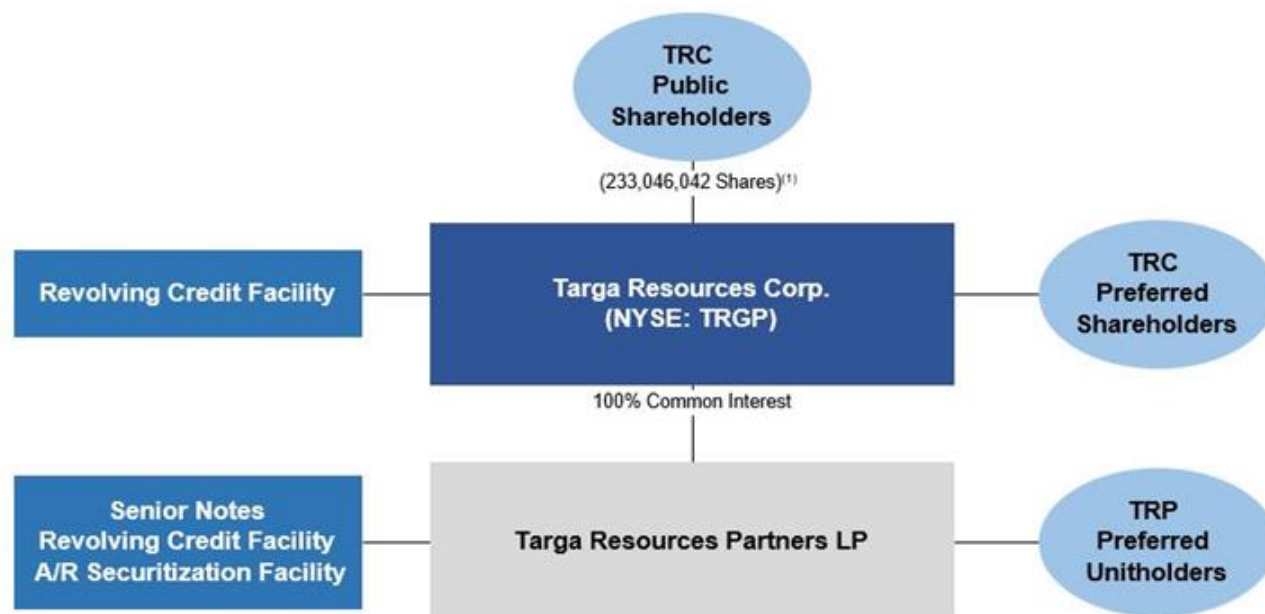 TRC
Public
Shareholders
(233,046,042 Shares)⁽¹⁾
Revolving Credit Facility
Targa Resources Corp.
(NYSE: TRGP)
TRC
Preferred
Shareholders
100% Common Interest
Senior Notes
Revolving Credit Facility
A/R Securitization Facility
Targa Resources Partners LP
TRP
Preferred
Unitholders